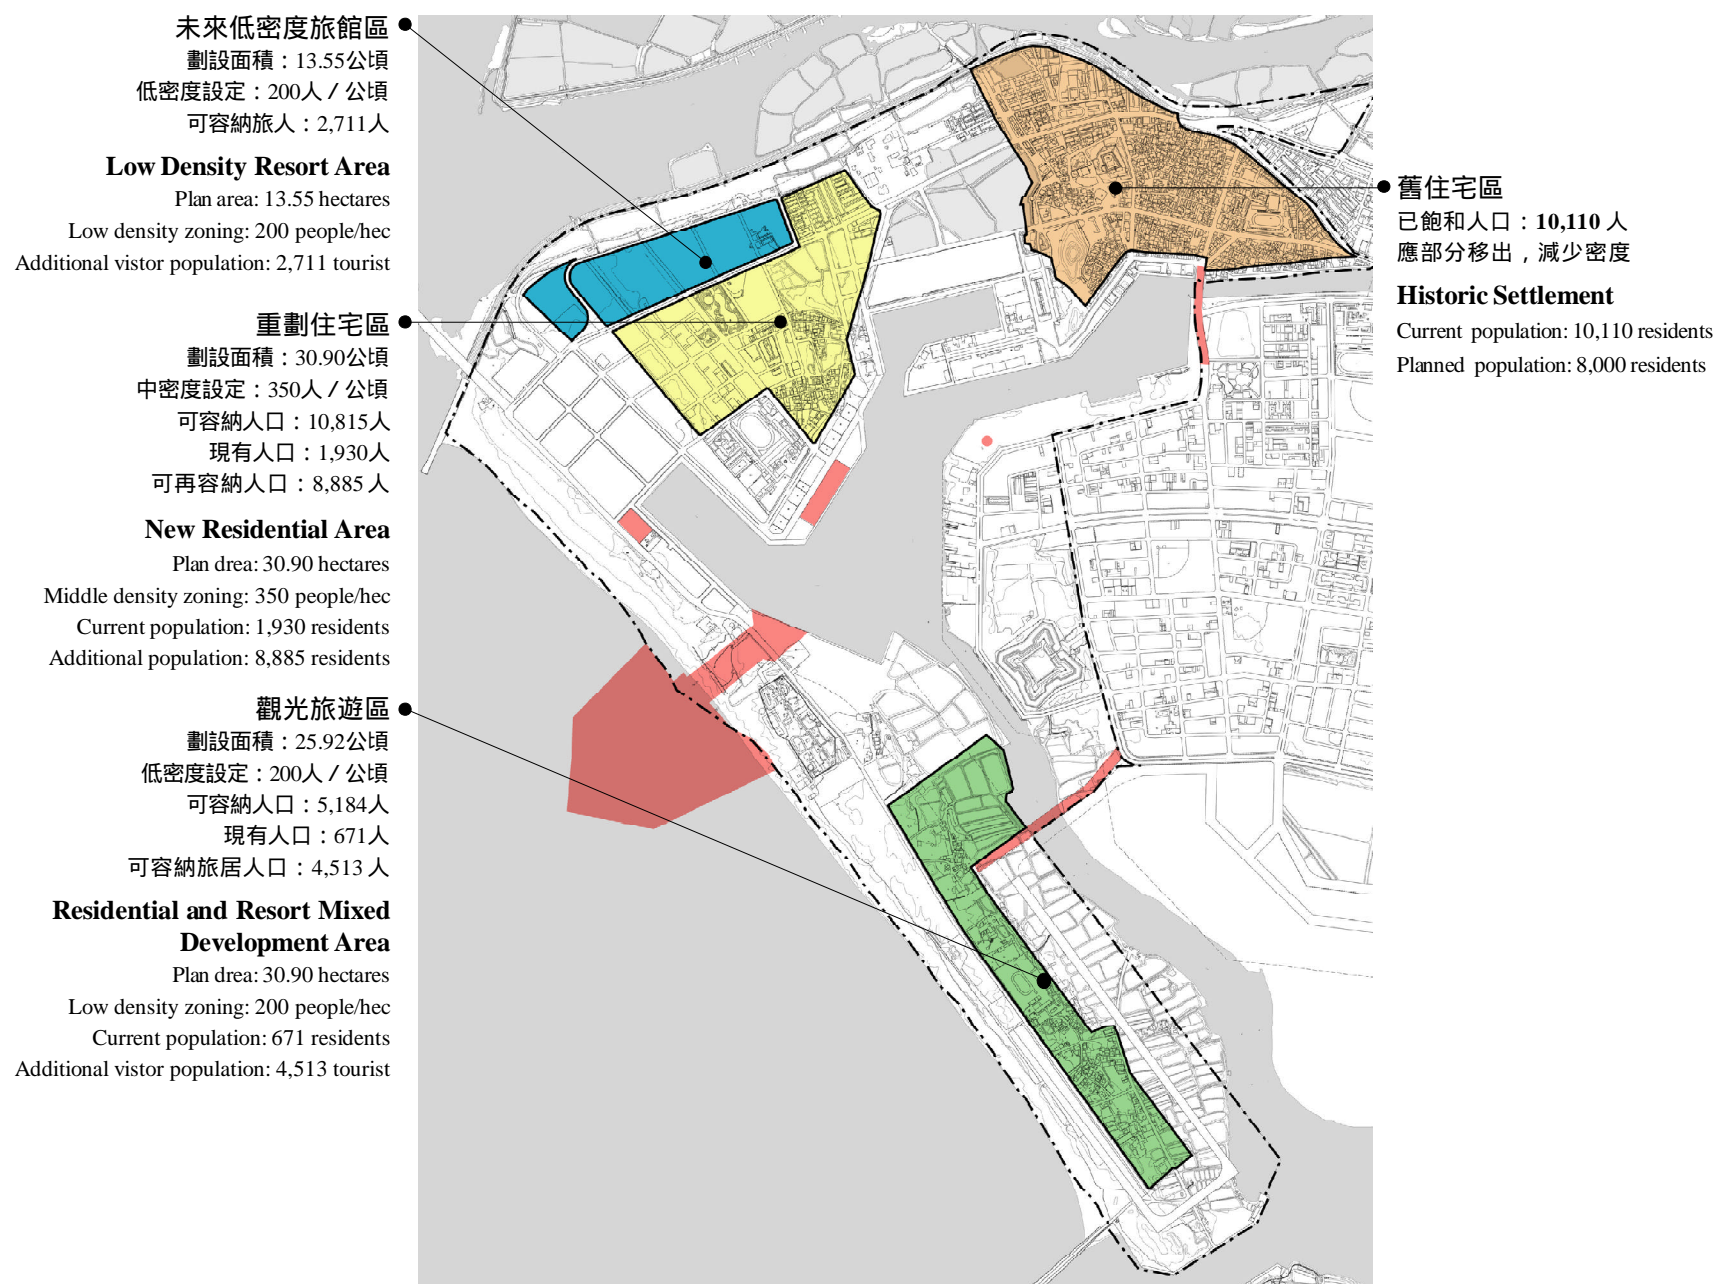 未來低密度旅館區
劃設面積：13.55公頃
低密度設定：200人 / 公頃
可容納旅人：2,711人
Low Density Resort Area
Plan area: 13.55 hectares
Low density zoning: 200 people/hec
Additional vistor population: 2,711 tourist
重劃住宅區
劃設面積：30.90公頃
中密度設定：350人 / 公頃
可容納人口：10,815人
現有人口：1,930人
可再容納人口：8,885 人
New Residential Area
Plan drea: 30.90 hectares
Middle density zoning: 350 people/hec
Current population: 1,930 residents
Additional population: 8,885 residents
觀光旅遊區
劃設面積：25.92公頃
低密度設定：200人 / 公頃
可容納人口：5,184人
現有人口：671人
可容納旅居人口：4,513 人
Residential and Resort Mixed
Development Area
Plan drea: 30.90 hectares
Low density zoning: 200 people/hec
Current population: 671 residents
Additional vistor population: 4,513 tourist
舊住宅區
已飽和人口：10,110 人
應部分移出，減少密度
Historic Settlement
Current population: 10,110 residents
Planned population: 8,000 residents